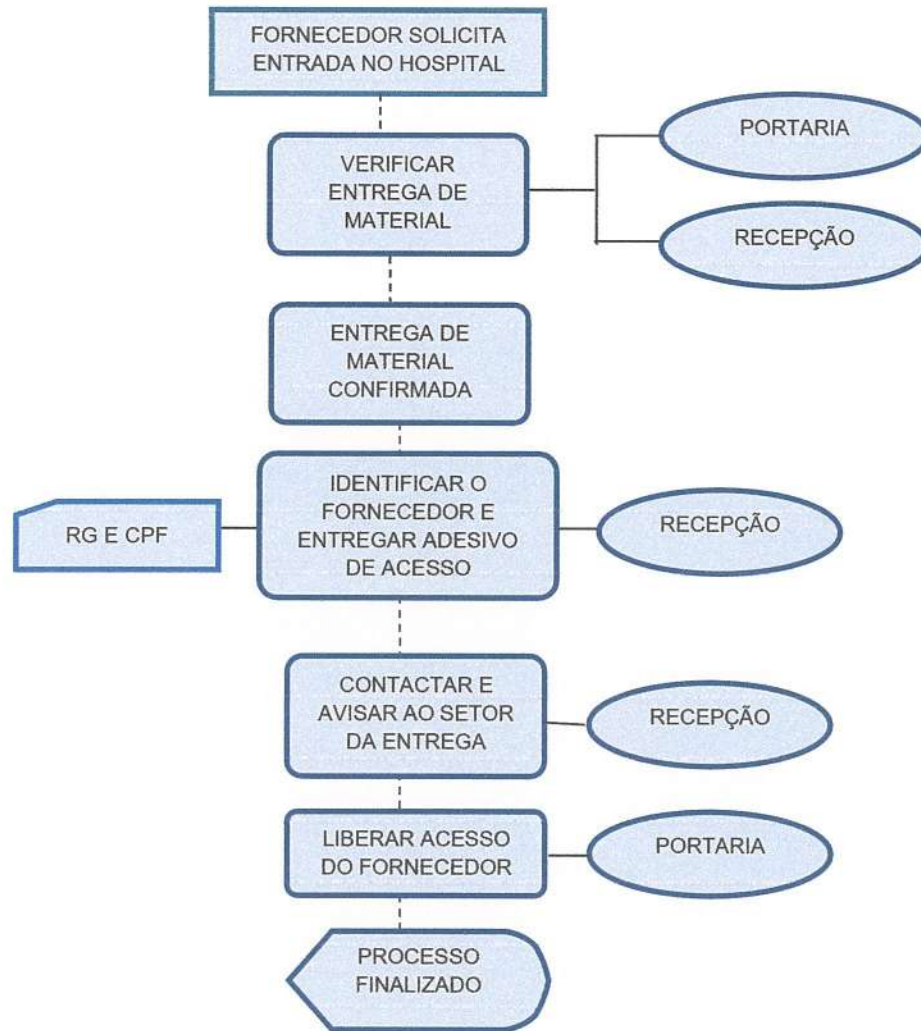 FORNECEDOR SOLICITA
ENTRADA NO HOSPITAL
VERIFICAR
ENTREGA DE
MATERIAL
PORTARIA
RECEPÇÃO
ENTREGA DE
MATERIAL
CONFIRMADA
RG E CPF
IDENTIFICAR O
FORNECEDOR E
ENTREGAR ADESIVO
DE ACESSO
RECEPÇÃO
CONTACTAR E
AVISAR AO SETOR
DA ENTREGA
RECEPÇÃO
LIBERAR ACESSO
DO FORNECEDOR
PORTARIA
PROCESSO
FINALIZADO